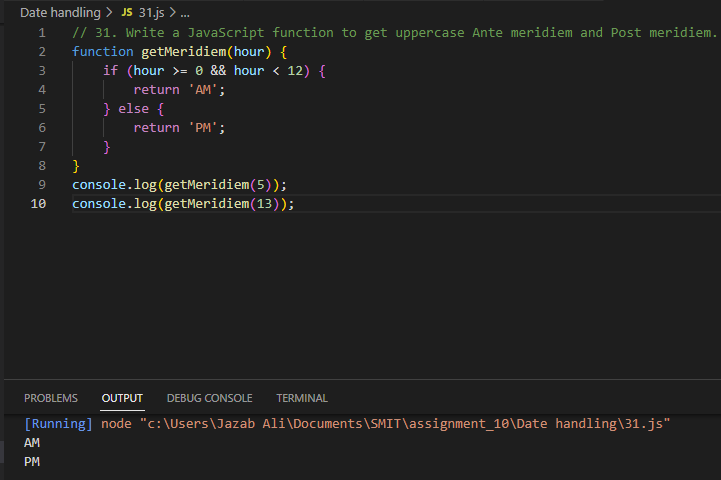 Date handling > JS 31.js > ...
1 // 31. Write a JavaScript function to get uppercase Ante meridiem and Post meridiem.
2 function getMeridiem(hour) {
3     if (hour >= 0 && hour < 12) {
4         return 'AM';
5     } else {
6         return 'PM';
7     }
8 }
9 console.log(getMeridiem(5));
10 console.log(getMeridiem(13));
PROBLEMS OUTPUT DEBUG CONSOLE TERMINAL
[Running] node "c:\Users\Jazab Ali\Documents\SMIT\assignment_10\Date handling\31.js"
AM
PM